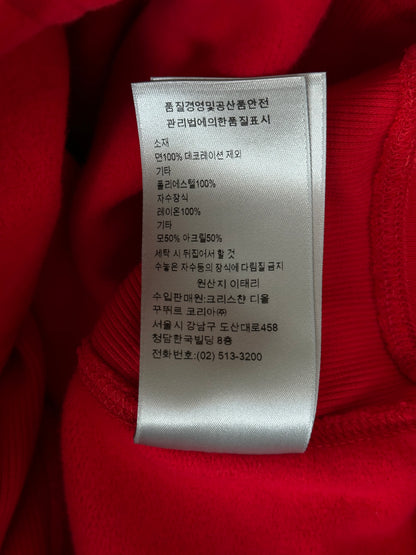 품질경영및공산품안전
관리법에의한품질표시
소재
면100% 데코레이션 제외
기타
폴리에스텔100%
자수장식
레이온100%
기타
모50% 아크릴50%
세탁 시 뒤집어서 할 것
수놓은 자수등의 장식에 다림질 금지
원산지 이태리
수입판매원:크리스챤 디올
꾸뛰르 코리아㈜
서울시 강남구 도산대로458
청담한국빌딩 8층
전화번호:(02) 513-3200